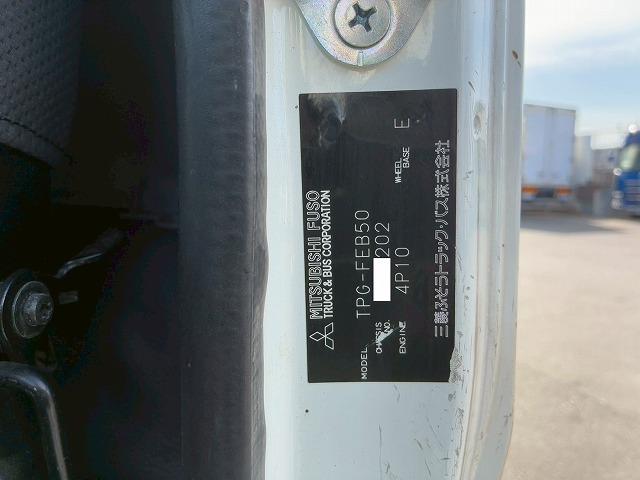 MITSUBISHI FUSO
TRUCK & BUS CORPORATION
MODEL TPG-FEB50
CHASSIS NO. 202
ENGINE 4P10 WHEEL BASE E
三菱ふそうトラック・バス株式会社